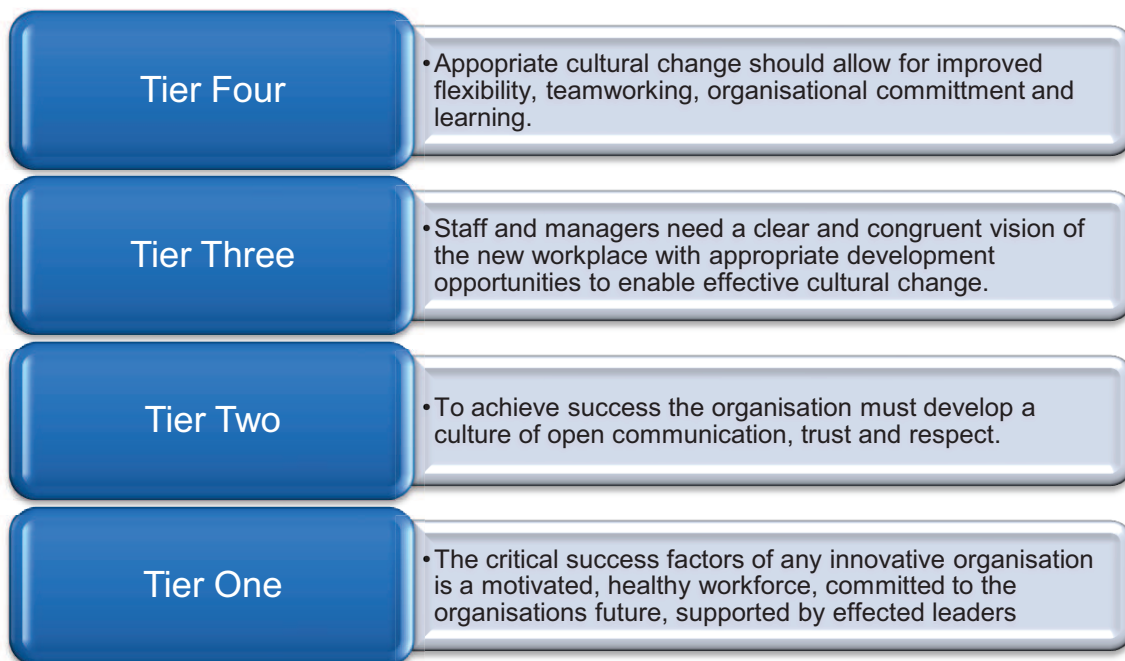 Tier Four
•Appopriate cultural change should allow for improved
flexibility, teamworking, organisational committment and
learning.
Tier Three
•Staff and managers need a clear and congruent vision of
the new workplace with appropriate development
opportunities to enable effective cultural change.
Tier Two
•To achieve success the organisation must develop a
culture of open communication, trust and respect.
Tier One
•The critical success factors of any innovative organisation
is a motivated, healthy workforce, committed to the
organisations future, supported by effected leaders